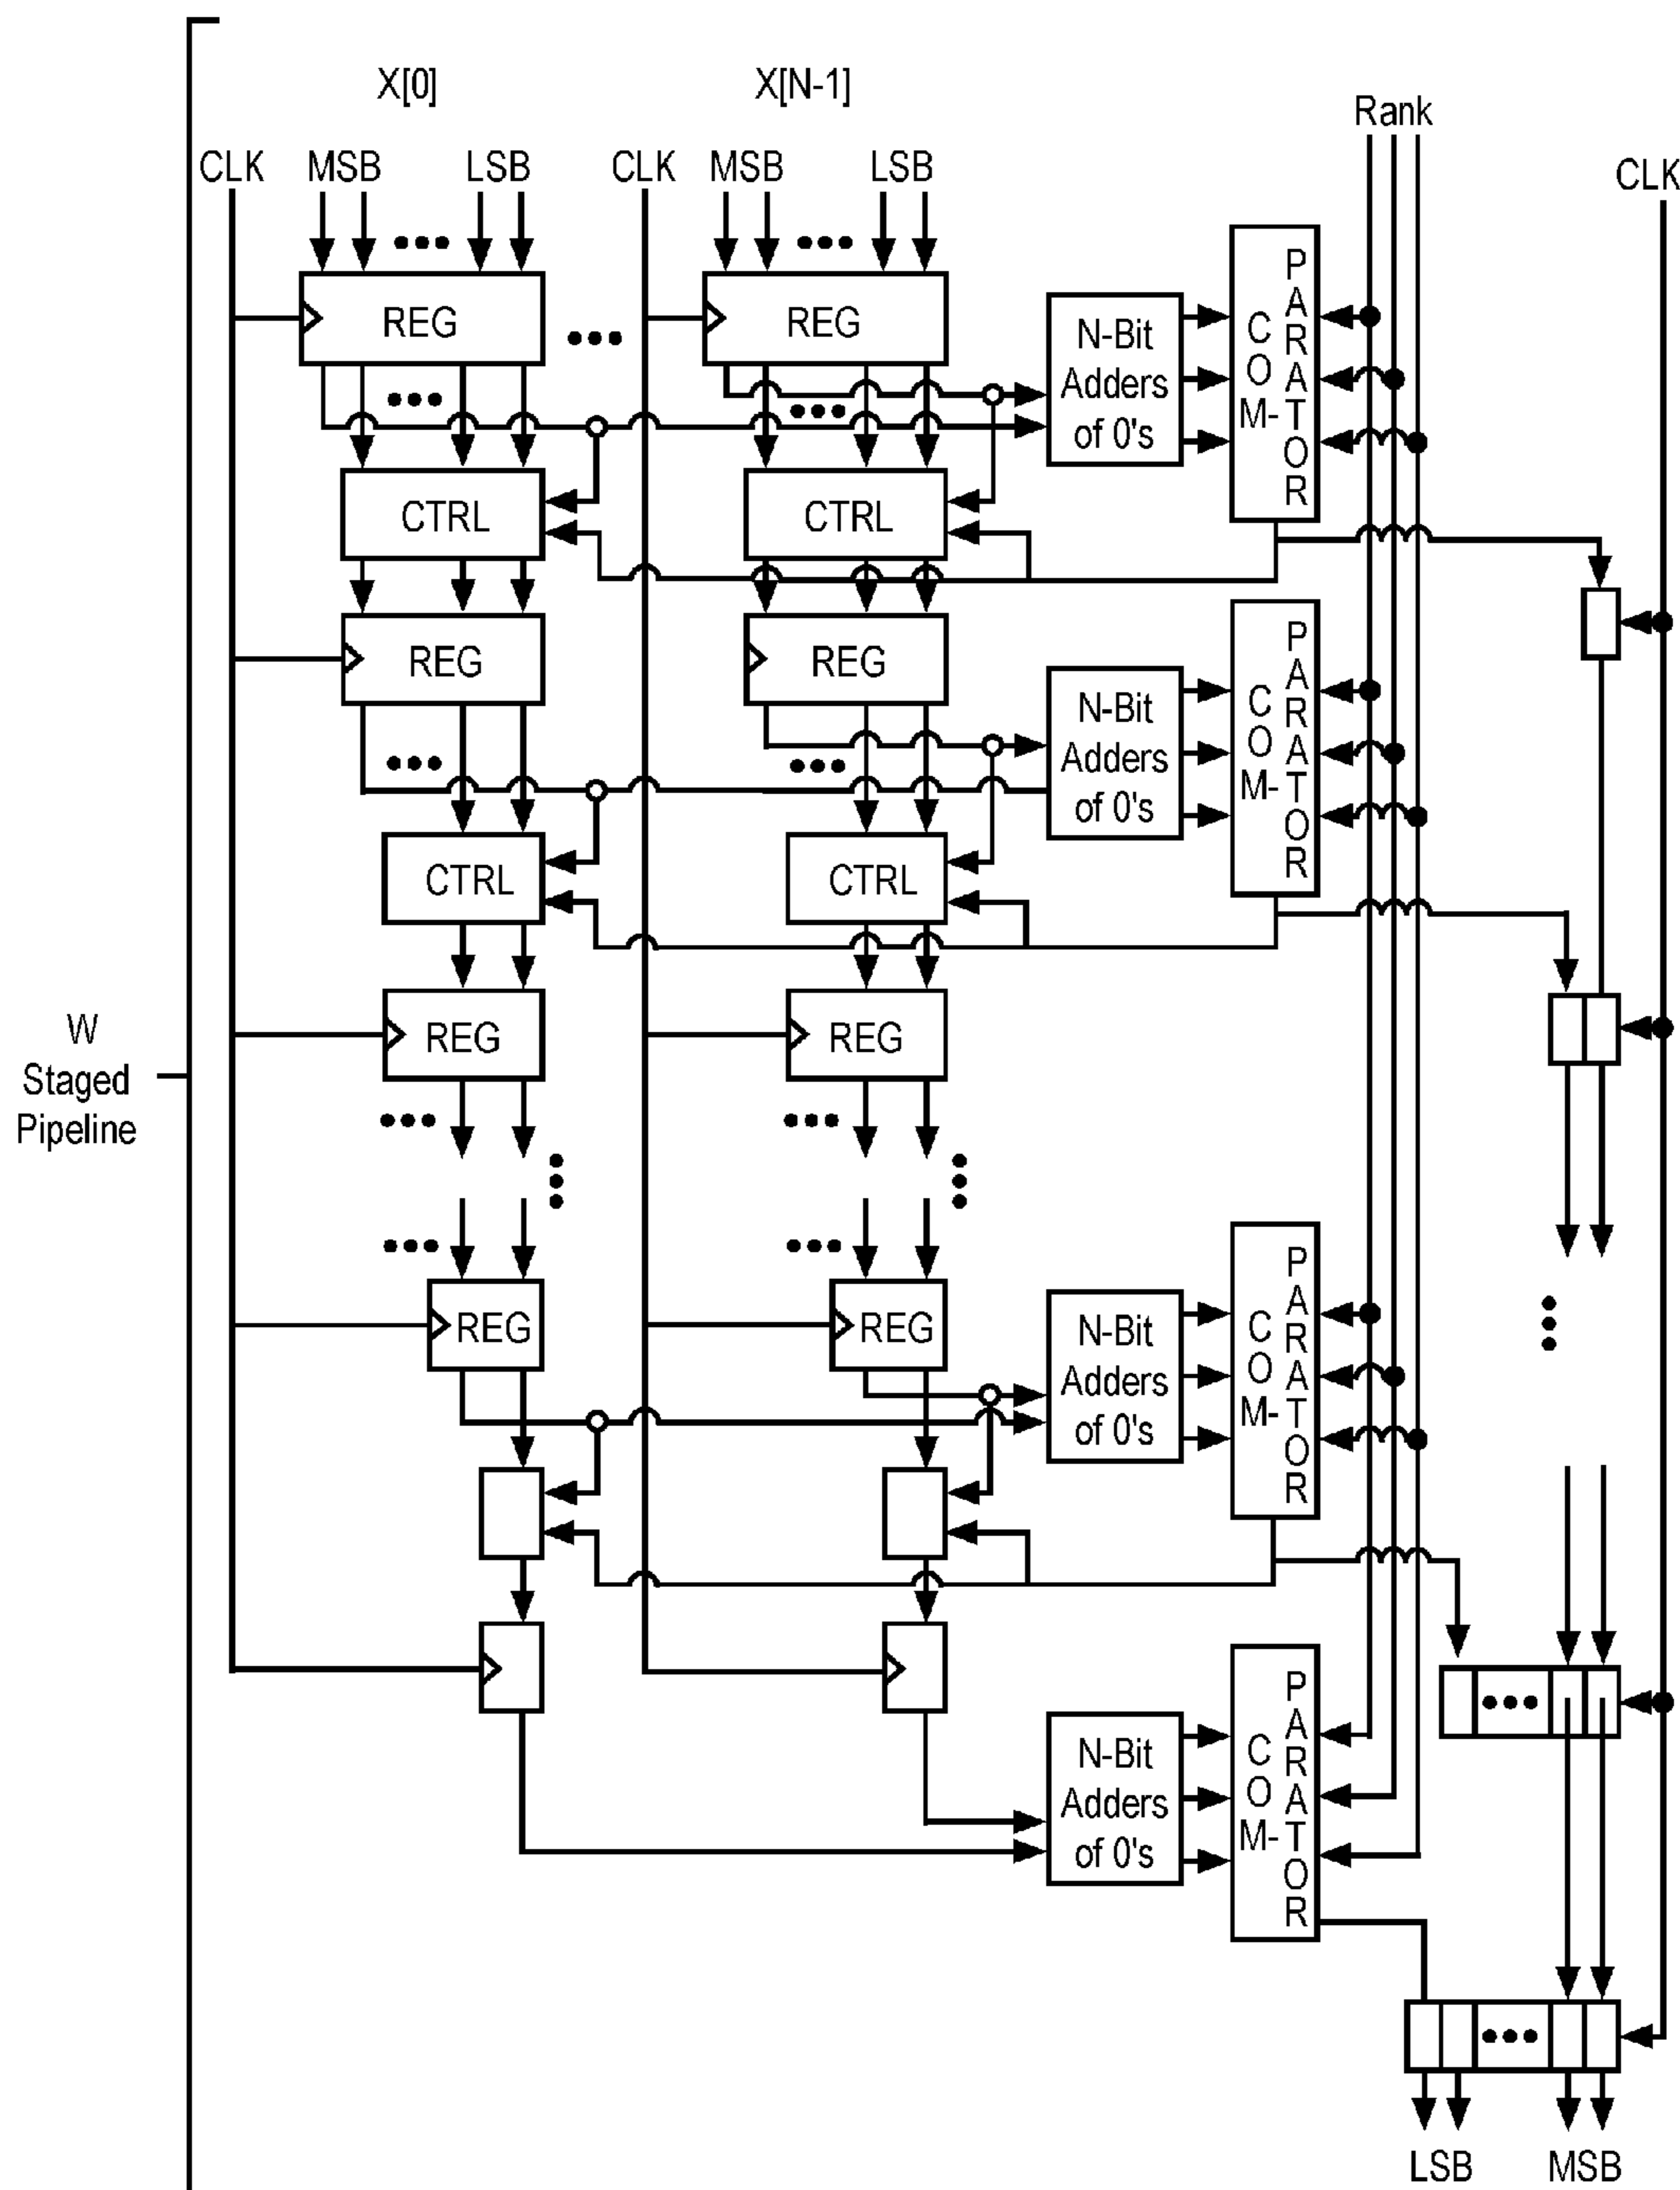 X[0]
X[N-1]
Rank
CLK
MSB
LSB
CLK
MSB
LSB
CLK
REG
REG
N-Bit
Adders
of 0's
COM-
PARATOR
CTRL
CTRL
REG
REG
N-Bit
Adders
of 0's
COM-
PARATOR
CTRL
CTRL
REG
REG
W
Staged
Pipeline
REG
REG
N-Bit
Adders
of 0's
COM-
PARATOR
N-Bit
Adders
of 0's
COM-
PARATOR
LSB
MSB